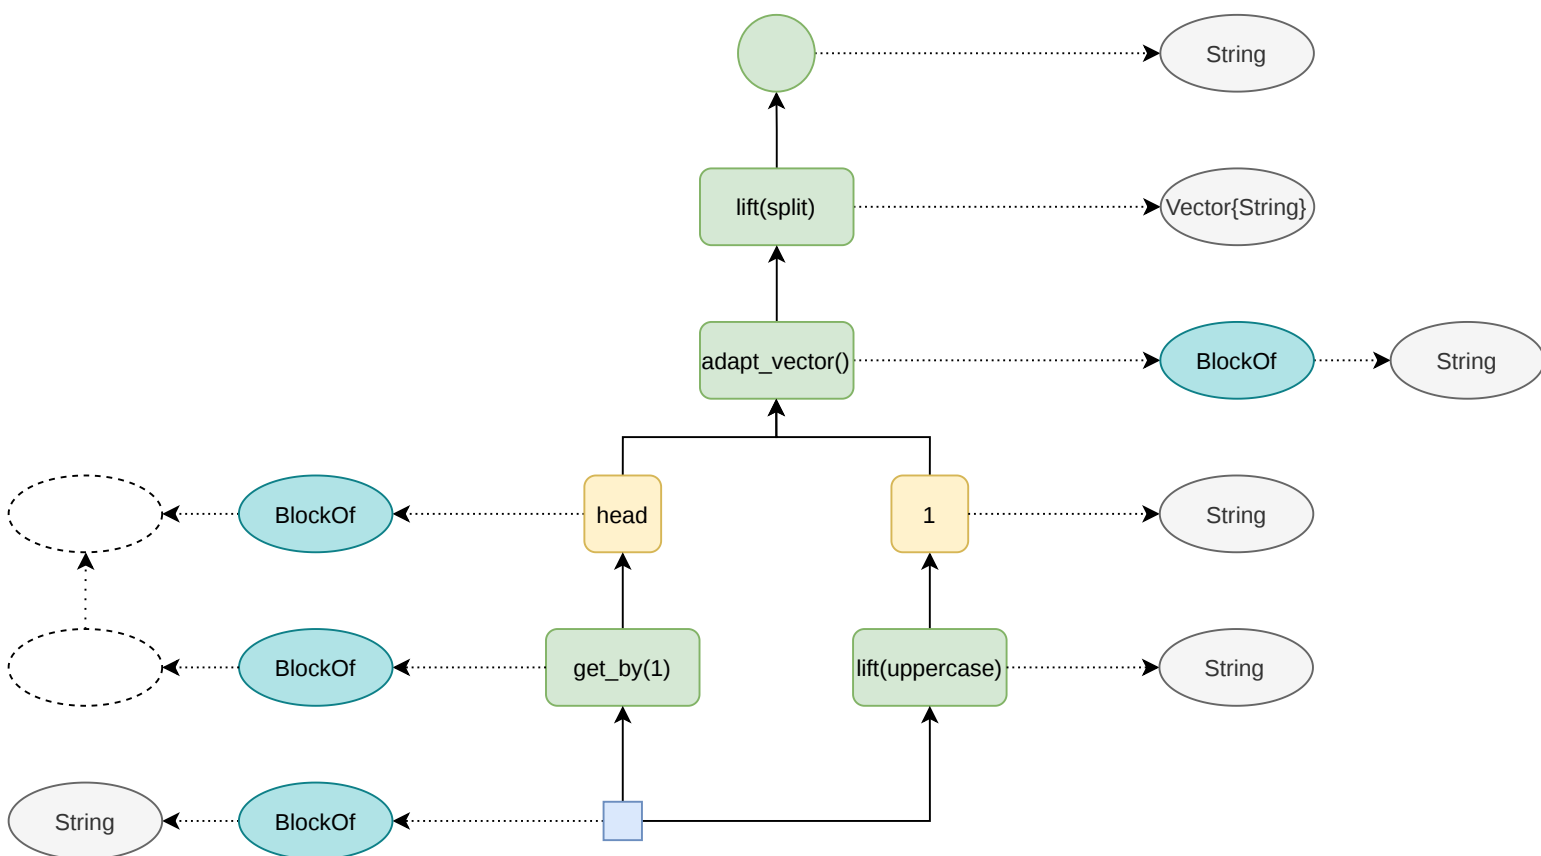 String
lift(split)
Vector{String}
adapt_vector()
BlockOf
String
BlockOf
head
1
String
BlockOf
get_by(1)
lift(uppercase)
String
String
BlockOf